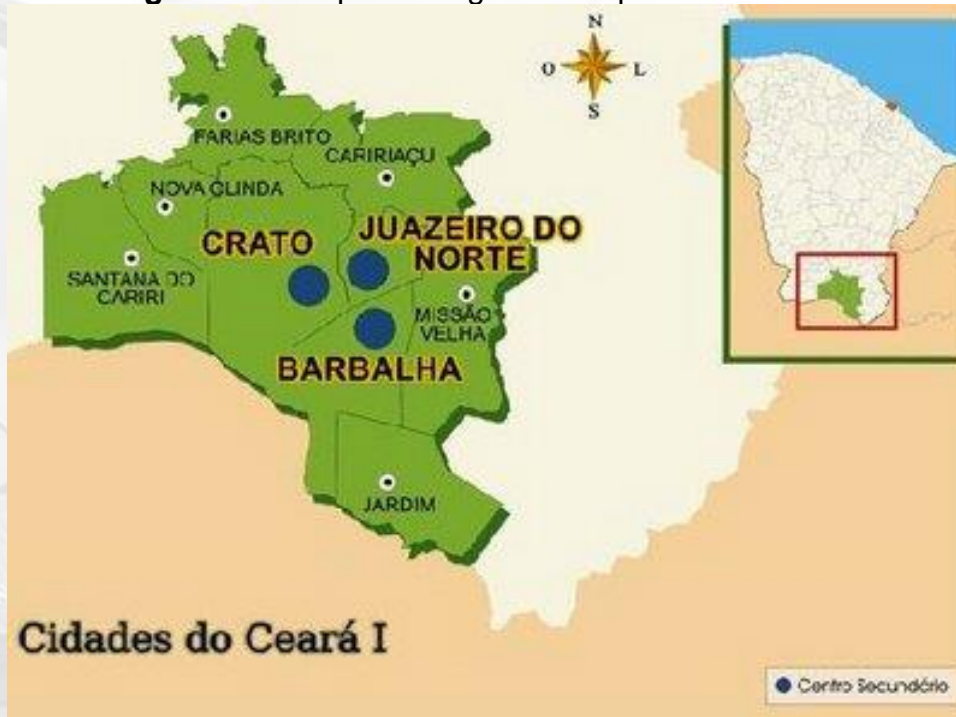 N
O L
S
FARIAS BRITO
CARIRIAÇU
NOVA OLINDA
CRATO
JUAZEIRO DO
NORTE
SANTANA DO
CARIRI
MISSÃO
VELHA
BARBALHA
JARDIM
Cidades do Ceará I
Centro Secundário